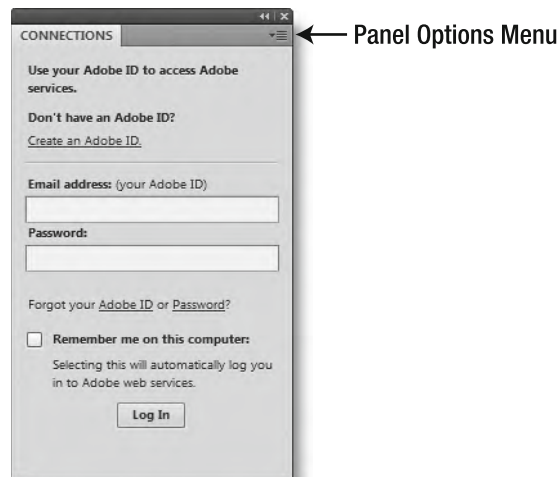 CONNECTIONS
Panel Options Menu
Use your Adobe ID to access Adobe
services.
Don't have an Adobe ID?
Create an Adobe ID.
Email address: (your Adobe ID)
Password:
Forgot your Adobe ID or Password?
Remember me on this computer:
Selecting this will automatically log you
in to Adobe web services.
Log In